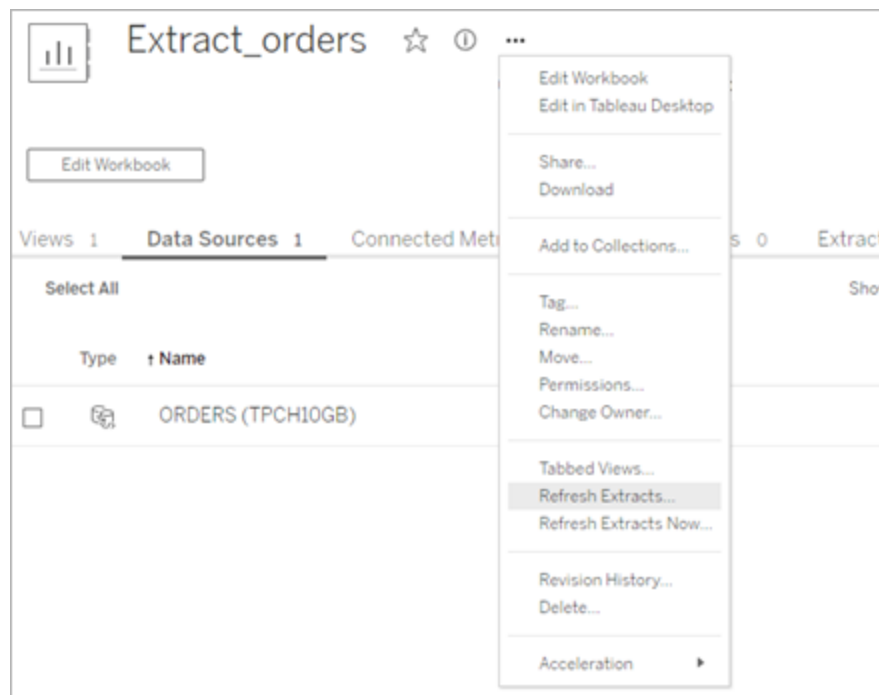 Extract_orders
Edit Workbook
Edit in Tableau Desktop
Edit Workbook
Share...
Download
Views 1
Data Sources 1
Connected Met
s 0
Extract
Add to Collections...
Select All
Sho
Tag...
Rename...
Move...
Permissions...
Change Owner...
Type
↑ Name
ORDERS (TPCH10GB)
Tabbed Views...
Refresh Extracts...
Refresh Extracts Now...
Revision History...
Delete...
Acceleration